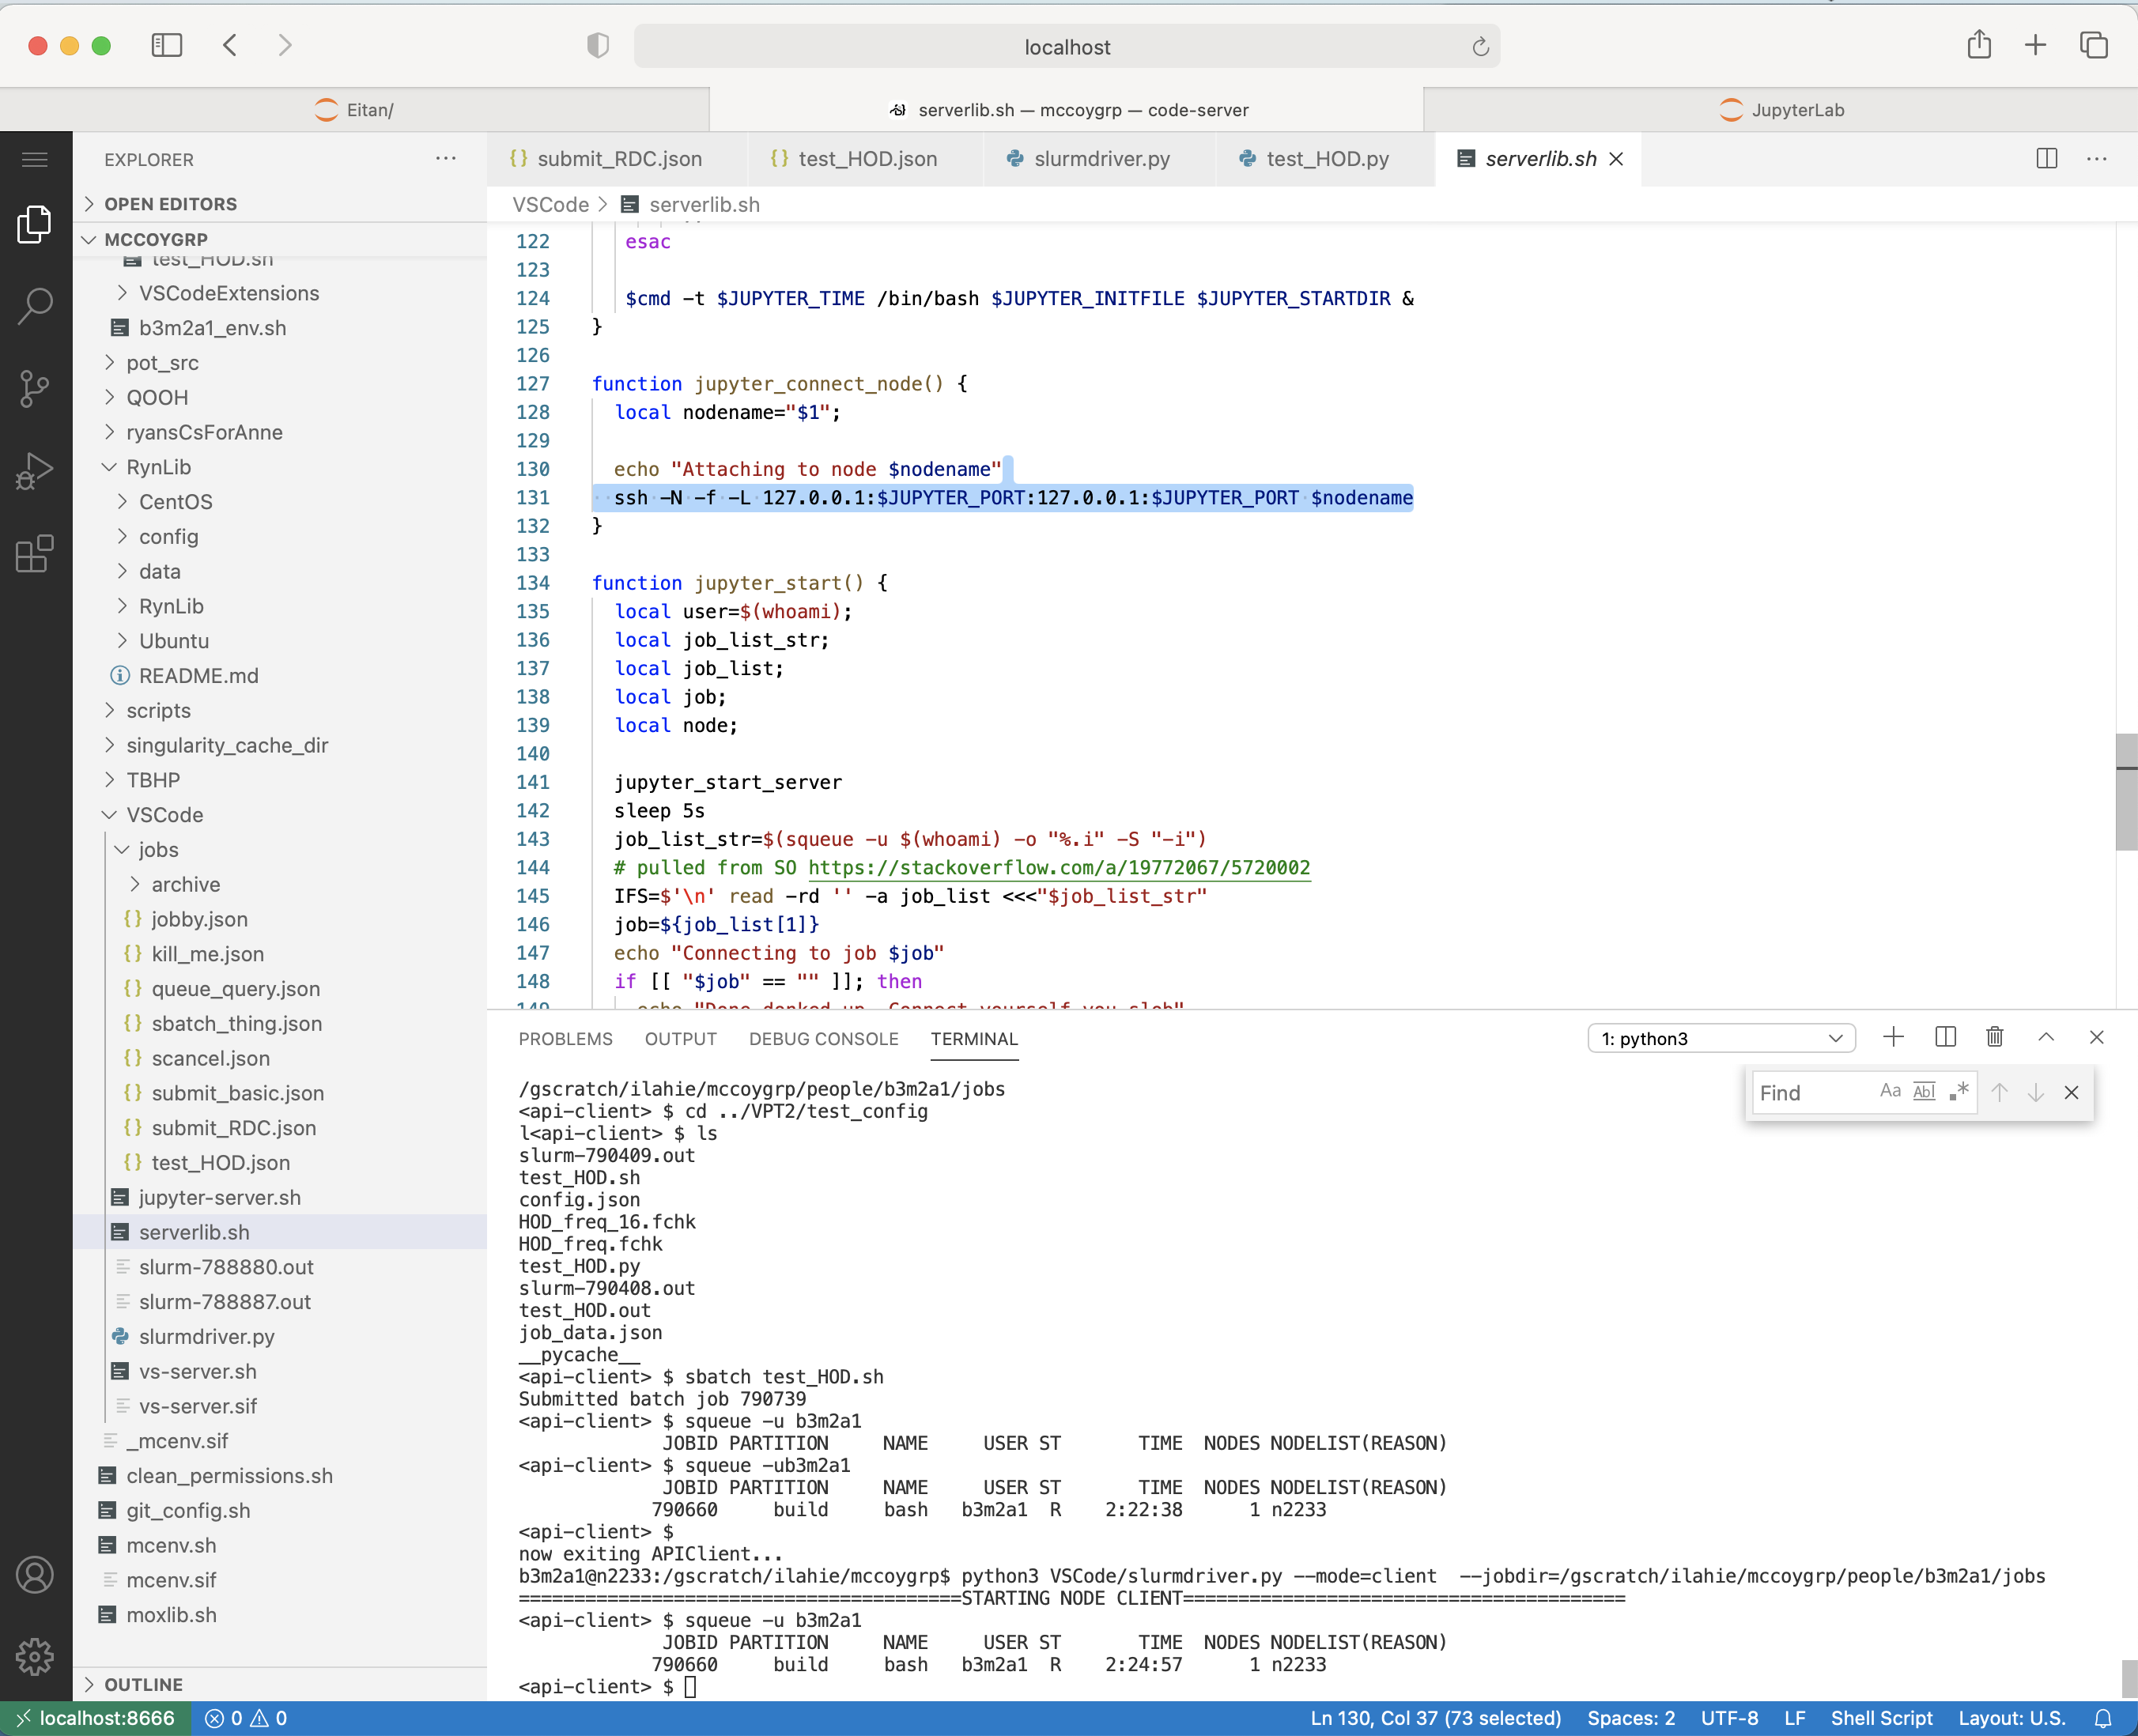 localhost
Eitan/
serverlib.sh — mccoygrp — code-server
JupyterLab
EXPLORER
OPEN EDITORS
MCCOYGRP
test_HOD.sh
VSCodeExtensions
b3m2a1_env.sh
pot_src
QOOH
ryansCsForAnne
RynLib
CentOS
config
data
RynLib
Ubuntu
README.md
scripts
singularity_cache_dir
TBHP
VSCode
jobs
archive
jobby.json
kill_me.json
queue_query.json
sbatch_thing.json
scancel.json
submit_basic.json
submit_RDC.json
test_HOD.json
jupyter-server.sh
serverlib.sh
slurm-788880.out
slurm-788887.out
slurmdriver.py
vs-server.sh
vs-server.sif
_mcenv.sif
clean_permissions.sh
git_config.sh
mcenv.sh
mcenv.sif
moxlib.sh
OUTLINE
submit_RDC.json
test_HOD.json
slurmdriver.py
test_HOD.py
serverlib.sh
VSCode > serverlib.sh
122 esac
123
124 $cmd -t $JUPYTER_TIME /bin/bash $JUPYTER_INITFILE $JUPYTER_STARTDIR &
125 }
126
127 function jupyter_connect_node() {
128 local nodename="$1";
129
130 echo "Attaching to node $nodename"
131 ssh -N -f -L 127.0.0.1:$JUPYTER_PORT:127.0.0.1:$JUPYTER_PORT $nodename
132 }
133
134 function jupyter_start() {
135 local user=$(whoami);
136 local job_list_str;
137 local job_list;
138 local job;
139 local node;
140
141 jupyter_start_server
142 sleep 5s
143 job_list_str=$(squeue -u $(whoami) -o "%.i" -S "-i")
144 # pulled from SO https://stackoverflow.com/a/19772067/5720002
145 IFS=$'\n' read -rd '' -a job_list <<<"$job_list_str"
146 job=${job_list[1]}
147 echo "Connecting to job $job"
148 if [[ "$job" == "" ]]; then
PROBLEMS OUTPUT DEBUG CONSOLE TERMINAL
1: python3
Find
Aa Abl .*
/gscratch/ilahie/mccoygrp/people/b3m2a1/jobs
<api-client> $ cd ../VPT2/test_config
l<api-client> $ ls
slurm-790409.out
test_HOD.sh
config.json
HOD_freq_16.fchk
HOD_freq.fchk
test_HOD.py
slurm-790408.out
test_HOD.out
job_data.json
__pycache__
<api-client> $ sbatch test_HOD.sh
Submitted batch job 790739
<api-client> $ squeue -u b3m2a1
JOBID PARTITION NAME USER ST TIME NODES NODELIST(REASON)
<api-client> $ squeue -ub3m2a1
JOBID PARTITION NAME USER ST TIME NODES NODELIST(REASON)
790660 build bash b3m2a1 R 2:22:38 1 n2233
<api-client> $
now exiting APIClient...
b3m2a1@n2233:/gscratch/ilahie/mccoygrp$ python3 VSCode/slurmdriver.py --mode=client --jobdir=/gscratch/ilahie/mccoygrp/people/b3m2a1/jobs
========================================STARTING NODE CLIENT========================================
<api-client> $ squeue -u b3m2a1
JOBID PARTITION NAME USER ST TIME NODES NODELIST(REASON)
790660 build bash b3m2a1 R 2:24:57 1 n2233
<api-client> $
localhost:8666
0 0
Ln 130, Col 37 (73 selected) Spaces: 2 UTF-8 LF Shell Script Layout: U.S.